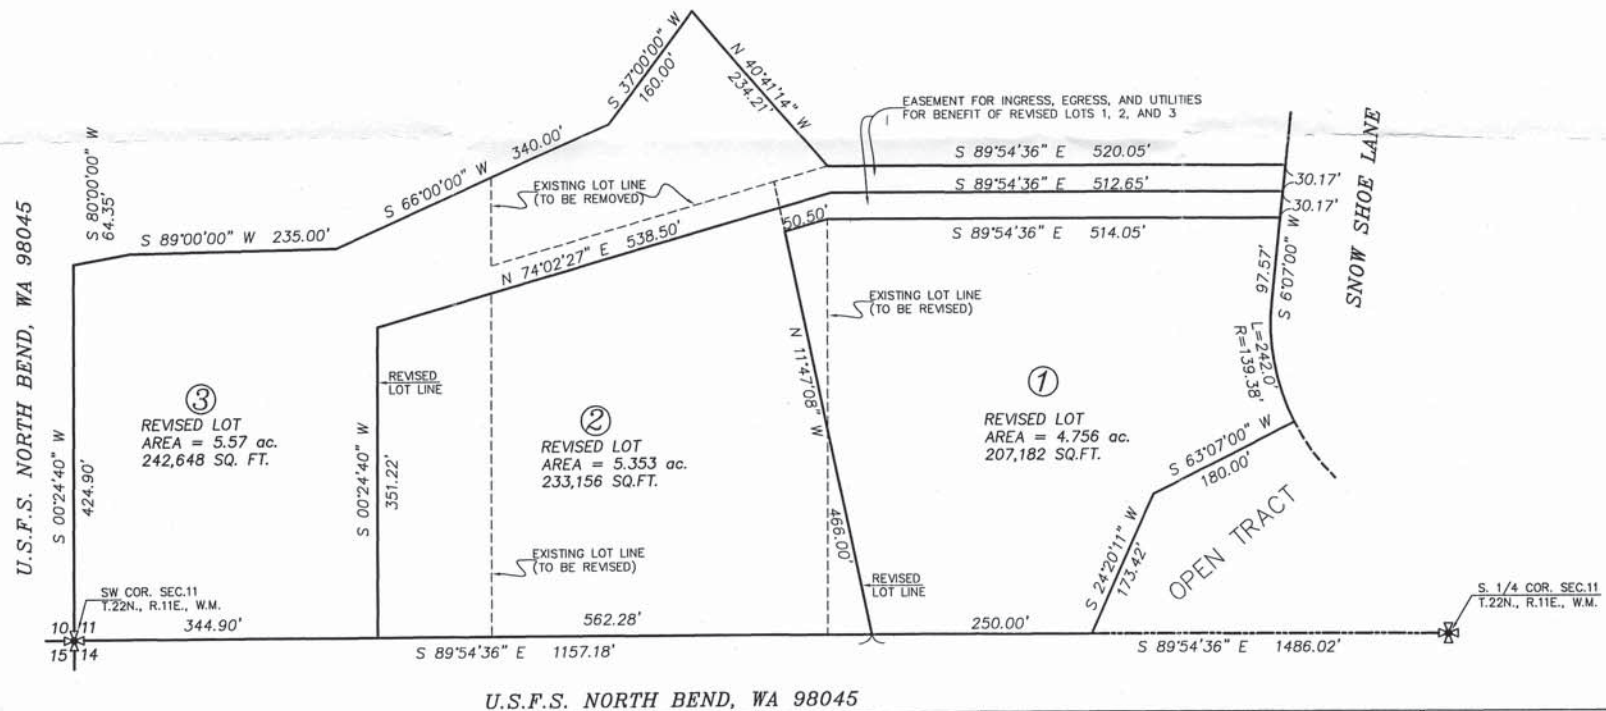 S 37°00'00" W
160.00'
N 40°41'14" W
234.21'
EASEMENT FOR INGRESS, EGRESS, AND UTILITIES
FOR BENEFIT OF REVISED LOTS 1, 2, AND 3
S 89°54'36" E 520.05'
S 89°54'36" E 512.65'
S 89°54'36" E 514.05'
30.17'
30.17'
SNOW SHOE LANE
S 80°00'00" W
64.35'
S 89°00'00" W 235.00'
S 66°00'00" W 340.00'
EXISTING LOT LINE
(TO BE REMOVED)
N 74°02'27" E 538.50'
50.50'
S 6°07'00" W
97.57'
L=242.0'
R=139.38'
U.S.F.S. NORTH BEND, WA 98045
EXISTING LOT LINE
(TO BE REVISED)
N 11°47'08" W
466.00'
REVISED
LOT LINE
3
REVISED LOT
AREA = 5.57 ac.
242,648 SQ. FT.
2
REVISED LOT
AREA = 5.353 ac.
233,156 SQ.FT.
1
REVISED LOT
AREA = 4.756 ac.
207,182 SQ.FT.
S 00°24'40" W
424.90'
S 00°24'40" W
351.22'
S 63°07'00" W
180.00'
S 24°20'11" W
173.42'
OPEN TRACT
EXISTING LOT LINE
(TO BE REVISED)
REVISED
LOT LINE
SW COR. SEC.11
T.22N., R.11E., W.M.
S. 1/4 COR. SEC.11
T.22N., R.11E., W.M.
10 11
15 14
344.90'
562.28'
250.00'
S 89°54'36" E 1157.18'
S 89°54'36" E 1486.02'
U.S.F.S. NORTH BEND, WA 98045